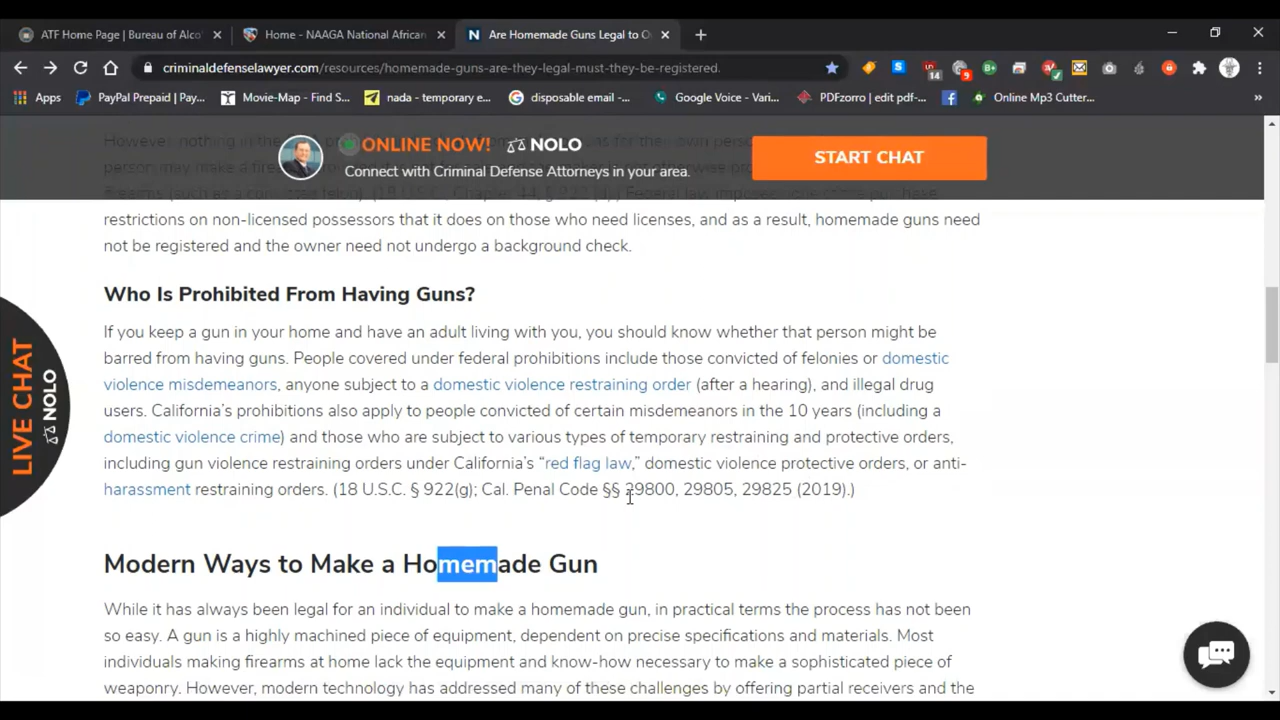 ATF Home Page | Bureau of Alco
Home - NAAGA National African
Are Homemade Guns Legal to O
criminaldefenselawyer.com/resources/homemade-guns-are-they-legal-must-they-be-registered.
14
9
Apps
PayPal Prepaid | Pay...
Movie-Map - Find S...
nada - temporary e...
disposable email -...
Google Voice - Vari...
PDFzorro | edit pdf-...
Online Mp3 Cutter...
»
However, nothing in the
ONLINE NOW! NOLO
Connect with Criminal Defense Attorneys in your area.
START CHAT
restrictions on non-licensed possessors that it does on those who need licenses, and as a result, homemade guns need
not be registered and the owner need not undergo a background check.
Who Is Prohibited From Having Guns?
If you keep a gun in your home and have an adult living with you, you should know whether that person might be
barred from having guns. People covered under federal prohibitions include those convicted of felonies or domestic
violence misdemeanors, anyone subject to a domestic violence restraining order (after a hearing), and illegal drug
users. California's prohibitions also apply to people convicted of certain misdemeanors in the 10 years (including a
domestic violence crime) and those who are subject to various types of temporary restraining and protective orders,
including gun violence restraining orders under California's “red flag law,” domestic violence protective orders, or anti-
harassment restraining orders. (18 U.S.C. § 922(g); Cal. Penal Code §§ 29800, 29805, 29825 (2019).)
LIVE CHAT
NOLO
Modern Ways to Make a Homemade Gun
While it has always been legal for an individual to make a homemade gun, in practical terms the process has not been
so easy. A gun is a highly machined piece of equipment, dependent on precise specifications and materials. Most
individuals making firearms at home lack the equipment and know-how necessary to make a sophisticated piece of
weaponry. However, modern technology has addressed many of these challenges by offering partial receivers and the